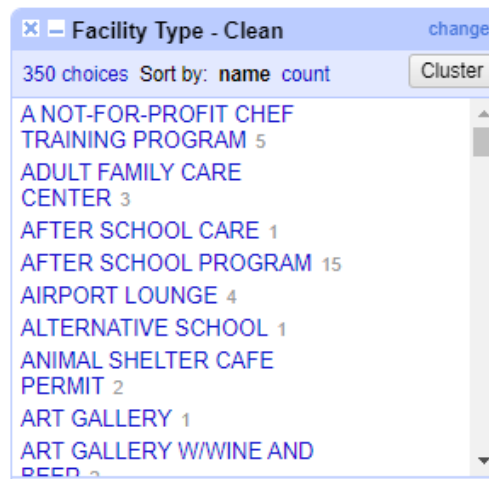 Facility Type - Clean change
350 choices Sort by: name count Cluster
A NOT-FOR-PROFIT CHEF
TRAINING PROGRAM 5
ADULT FAMILY CARE
CENTER 3
AFTER SCHOOL CARE 1
AFTER SCHOOL PROGRAM 15
AIRPORT LOUNGE 4
ALTERNATIVE SCHOOL 1
ANIMAL SHELTER CAFE
PERMIT 2
ART GALLERY 1
ART GALLERY W/WINE AND
BEER